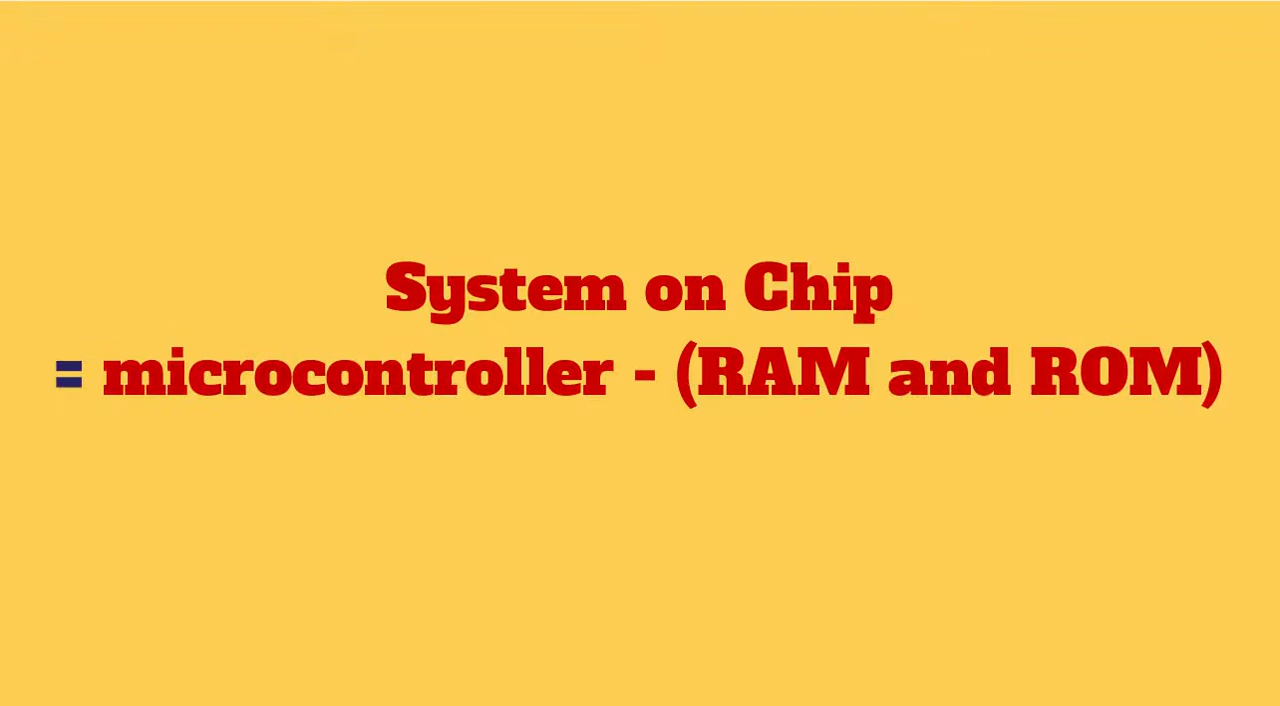 System on Chip
= microcontroller - (RAM and ROM)